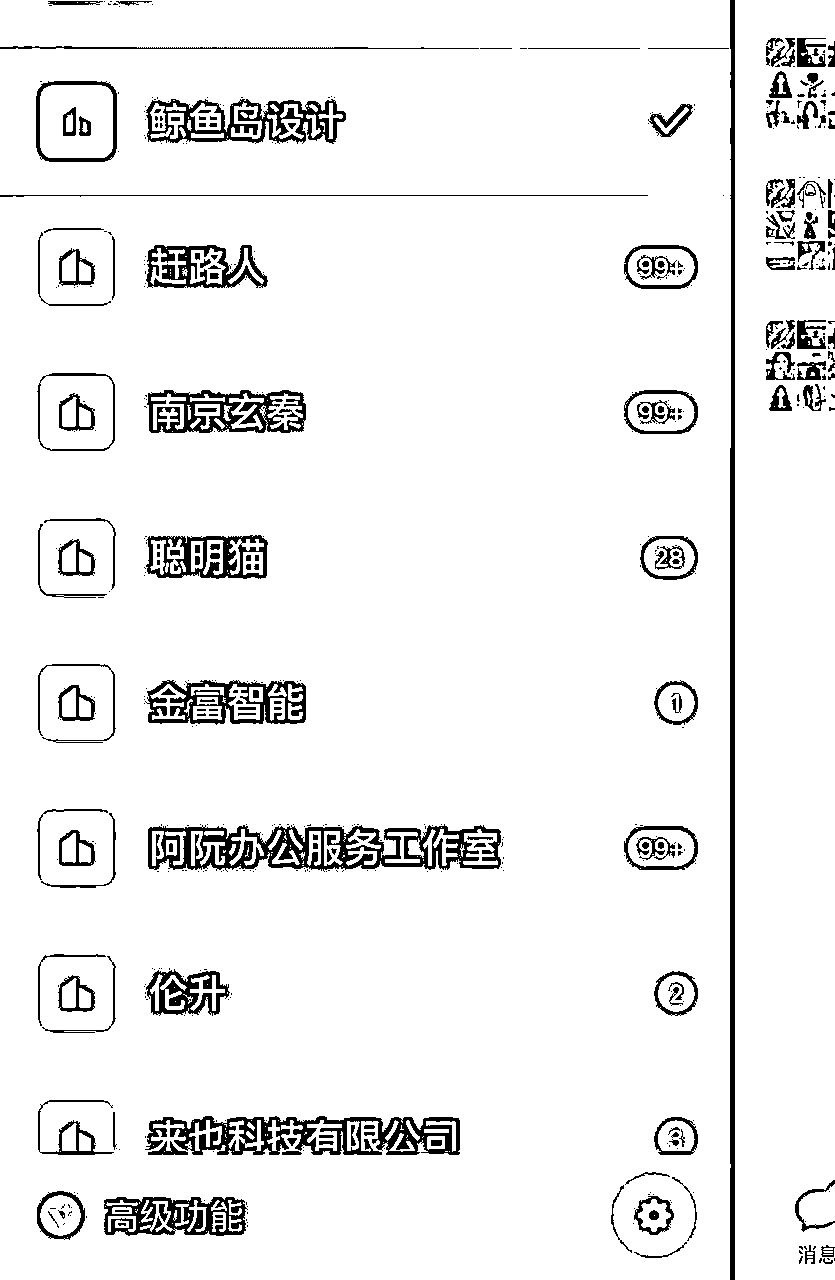 鲸鱼岛设计
赶路人 99+
南京玄秦 99+
聪明猫 28
金富智能 1
阿阮办公服务工作室 99+
伦升 2
来也科技有限公司 3
高级功能
消息